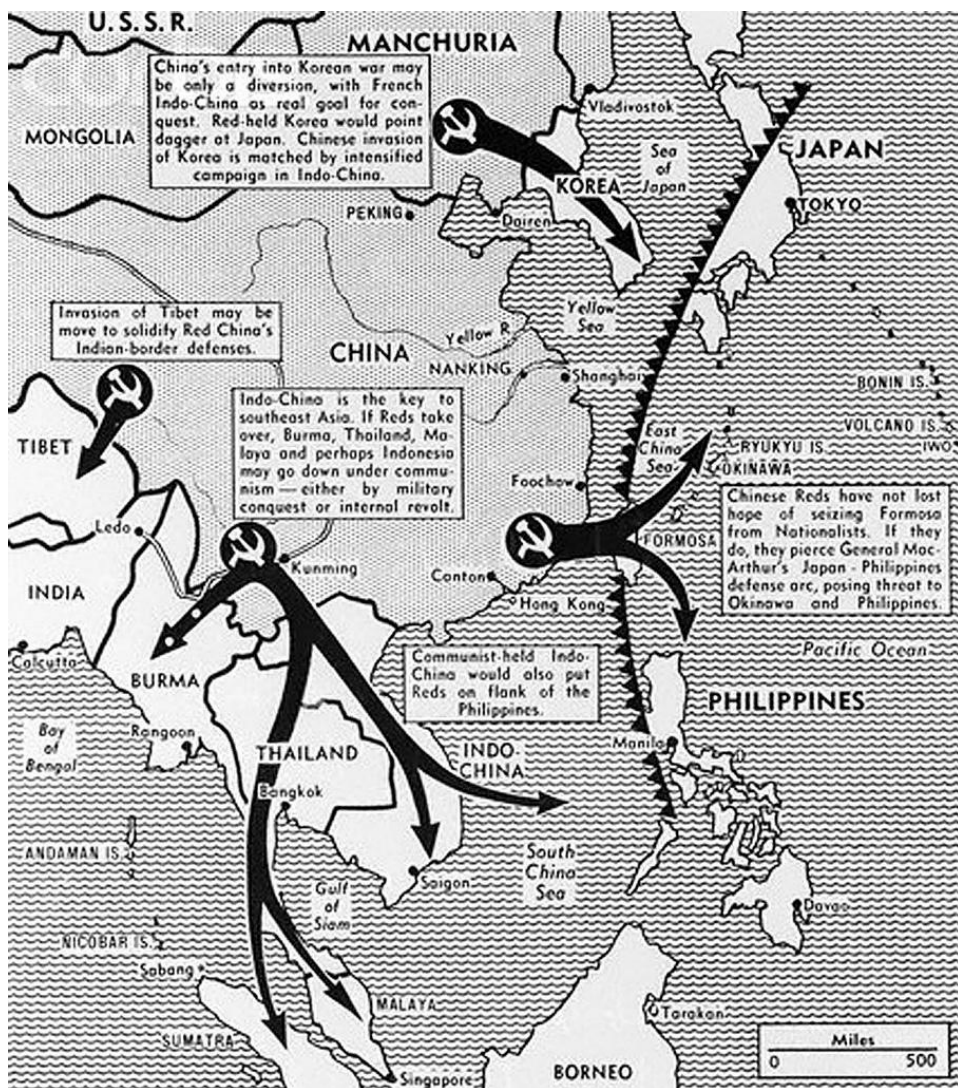 U.S.S.R.
MANCHURIA
China's entry into Korean war may
be only a diversion, with French
Indo-China as real goal for con-
quest. Red-held Korea would point
dagger at Japan. Chinese invasion
of Korea is matched by intensified
campaign in Indo-China.
MONGOLIA
Vladivostok
Sea
of
Japan
JAPAN
KOREA
TOKYO
PEKING
Dairen
Invasion of Tibet may be
move to solidify Red China's
Indian-border defenses.
Yellow
Sea
Yellow R.
CHINA
NANKING
Shanghai
BONIN IS.
Indo-China is the key to
southeast Asia. If Reds take
over, Burma, Thailand, Ma-
laya and perhaps Indonesia
may go down under commu-
nism — either by military
conquest or internal revolt.
TIBET
VOLCANO IS.
IWO
East
China
Sea
RYUKYU IS.
OKINAWA
Foochow
Chinese Reds have not lost
hope of seizing Formosa
from Nationalists. If they
do, they pierce General Mac-
Arthur's Japan - Philippines
defense arc, posing threat to
Okinawa and Philippines.
Ledo
FORMOSA
Kunming
Canton
INDIA
Hong Kong
Calcutta
Communist-held Indo-
China would also put
Reds on flank of the
Philippines.
Pacific Ocean
BURMA
PHILIPPINES
Bay
of
Bengal
Rangoon
THAILAND
INDO
CHINA
Manila
Bangkok
ANDAMAN IS.
South
China
Sea
Saigon
Gulf
of
Siam
Davao
NICOBAR IS.
Sabang
MALAYA
Tarakan
SUMATRA
Miles
0 500
BORNEO
Singapore